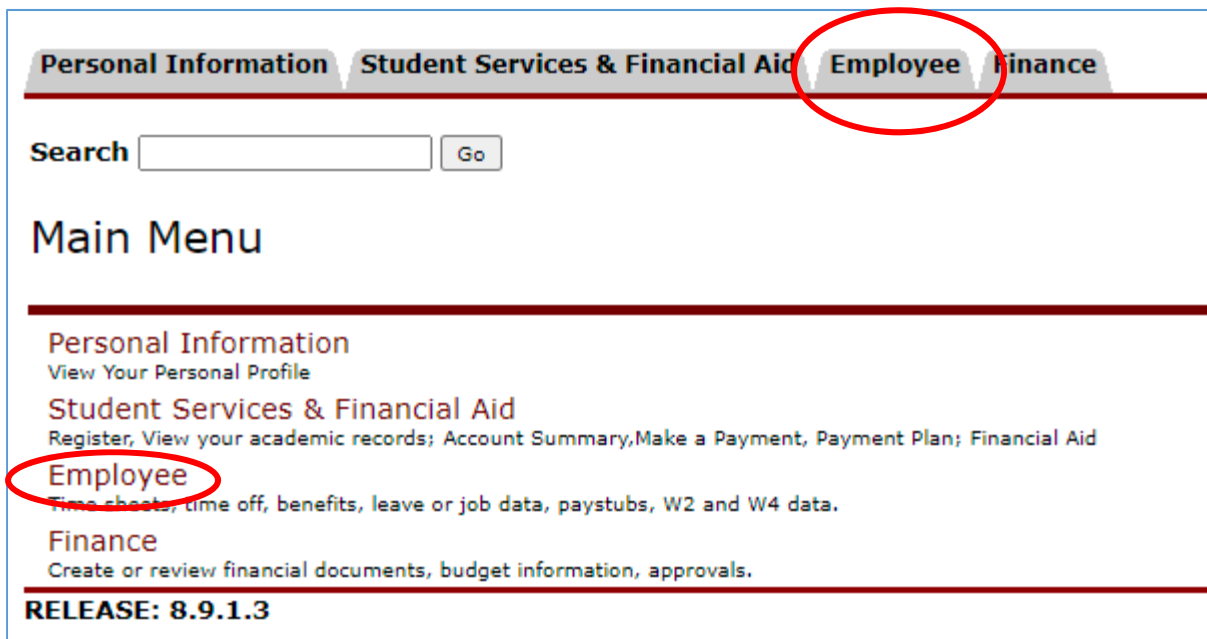 Personal Information Student Services & Financial Aid Employee Finance
Search Go
Main Menu
Personal Information
View Your Personal Profile
Student Services & Financial Aid
Register, View your academic records; Account Summary,Make a Payment, Payment Plan; Financial Aid
Employee
Time sheets, time off, benefits, leave or job data, paystubs, W2 and W4 data.
Finance
Create or review financial documents, budget information, approvals.
RELEASE: 8.9.1.3